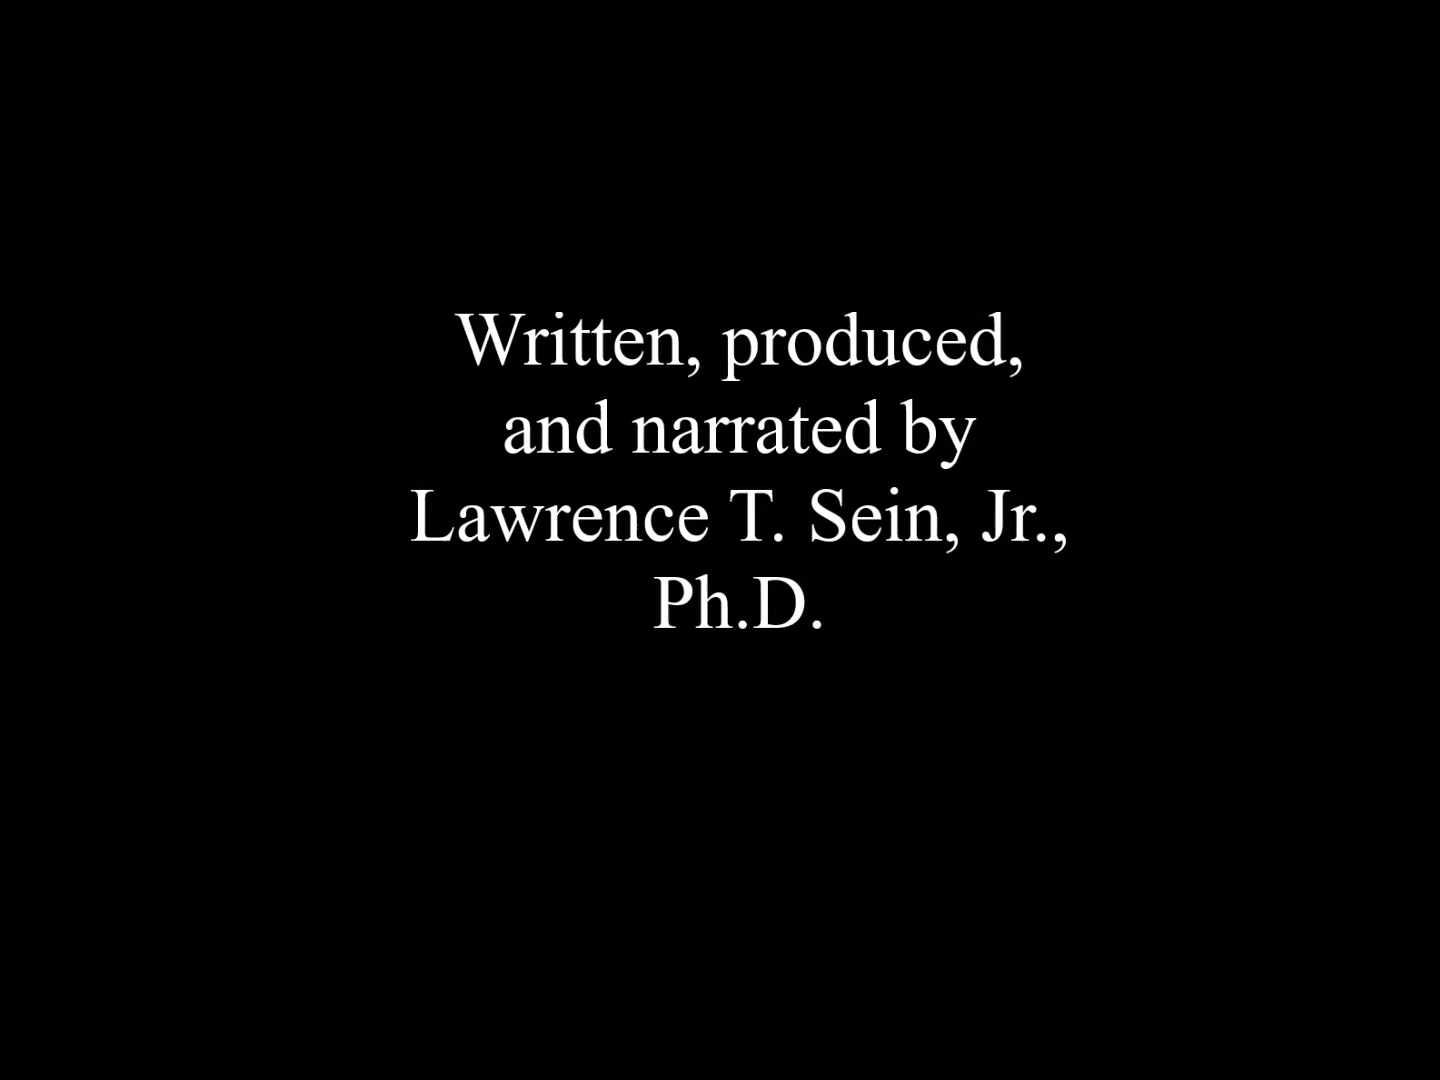 Written, produced,
and narrated by
Lawrence T. Sein, Jr.,
Ph.D.